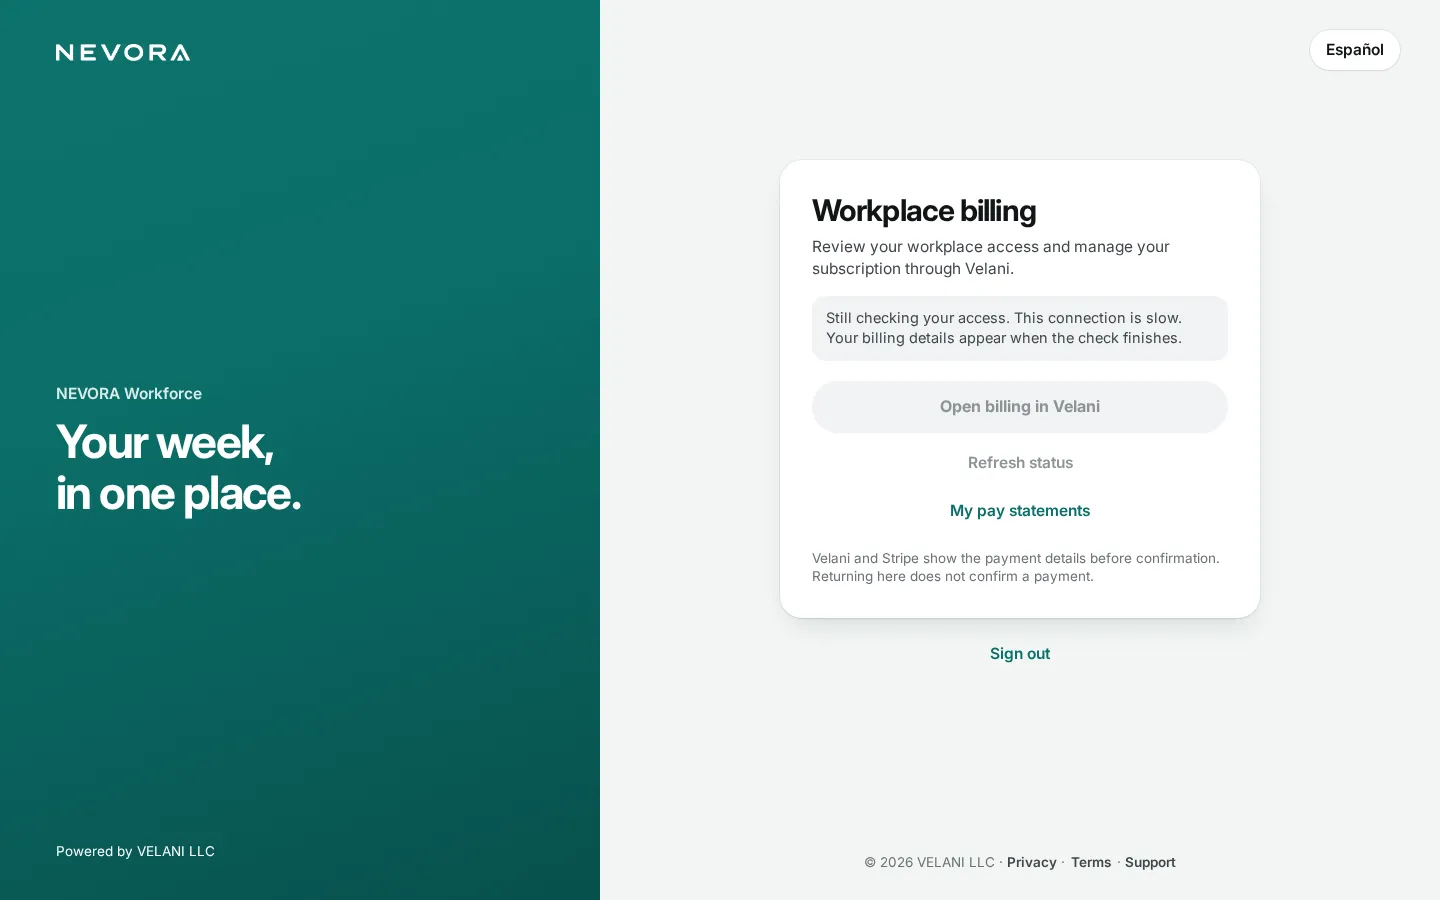 NEVORA
Español
Workplace billing
Review your workplace access and manage your
subscription through Velani.
Still checking your access. This connection is slow.
Your billing details appear when the check finishes.
Open billing in Velani
Refresh status
My pay statements
Velani and Stripe show the payment details before confirmation.
Returning here does not confirm a payment.
Sign out
NEVORA Workforce
Your week,
in one place.
Powered by VELANI LLC
© 2026 VELANI LLC · Privacy · Terms · Support